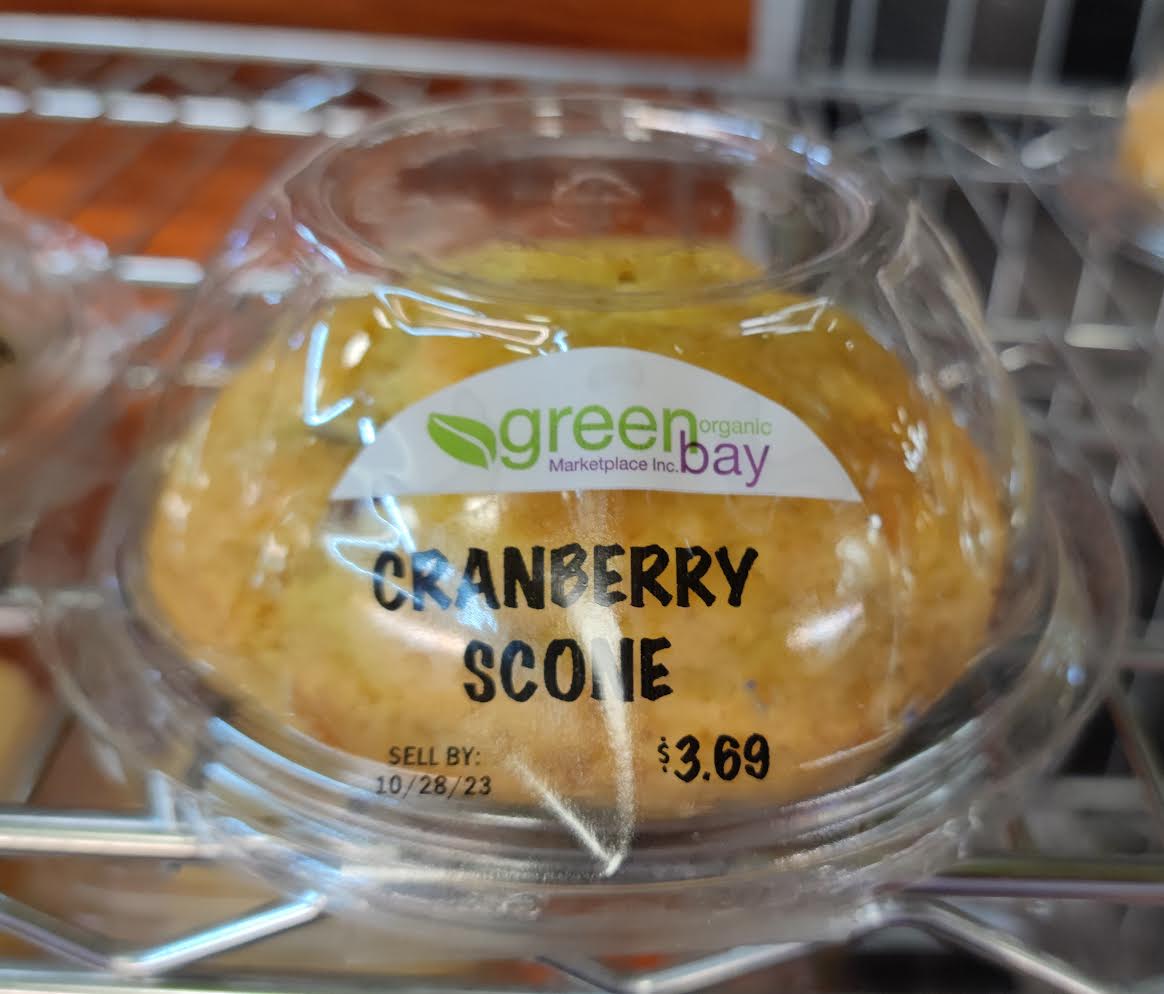 green organic
Marketplace Inc. bay
CRANBERRY
SCONE
SELL BY: $3.69
10/28/23